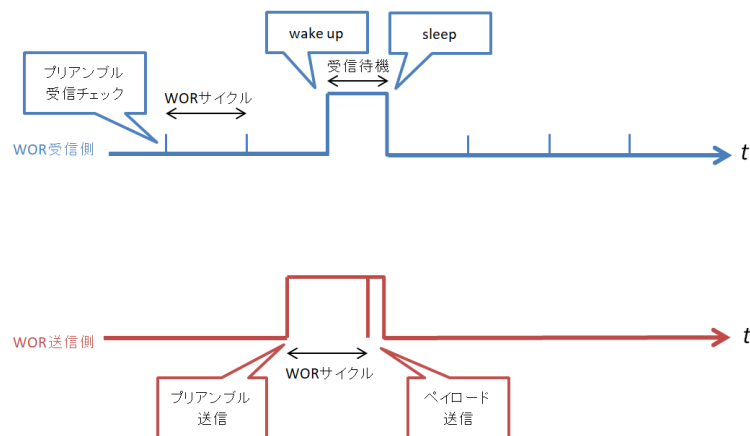 wake up
sleep
プリアンブル
受信チェック
WORサイクル
受信待機
WOR受信側
t
WOR送信側
t
WORサイクル
プリアンブル
送信
ペイロード
送信